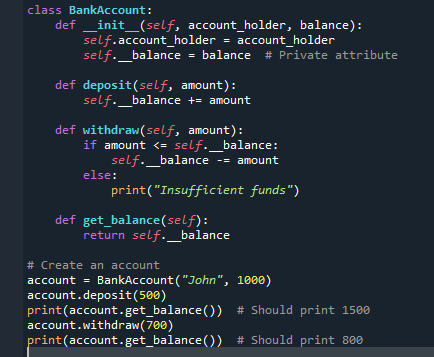 class BankAccount:
    def __init__(self, account_holder, balance):
        self.account_holder = account_holder
        self.__balance = balance  # Private attribute

    def deposit(self, amount):
        self.__balance += amount

    def withdraw(self, amount):
        if amount <= self.__balance:
            self.__balance -= amount
        else:
            print("Insufficient funds")

    def get_balance(self):
        return self.__balance

# Create an account
account = BankAccount("John", 1000)
account.deposit(500)
print(account.get_balance())  # Should print 1500
account.withdraw(700)
print(account.get_balance())  # Should print 800